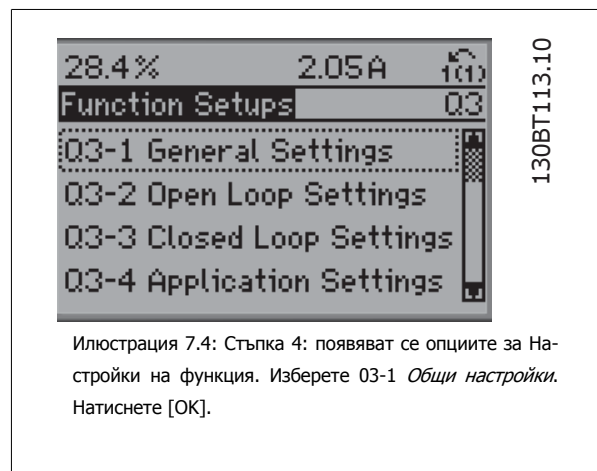 28.4% 2.05A 1(1)
Function Setups Q3
Q3-1 General Settings
Q3-2 Open Loop Settings
Q3-3 Closed Loop Settings
Q3-4 Application Settings
130BT113.10
Илюстрация 7.4: Стъпка 4: появяват се опциите за На-
стройки на функция. Изберете 03-1 Общи настройки.
Натиснете [OK].